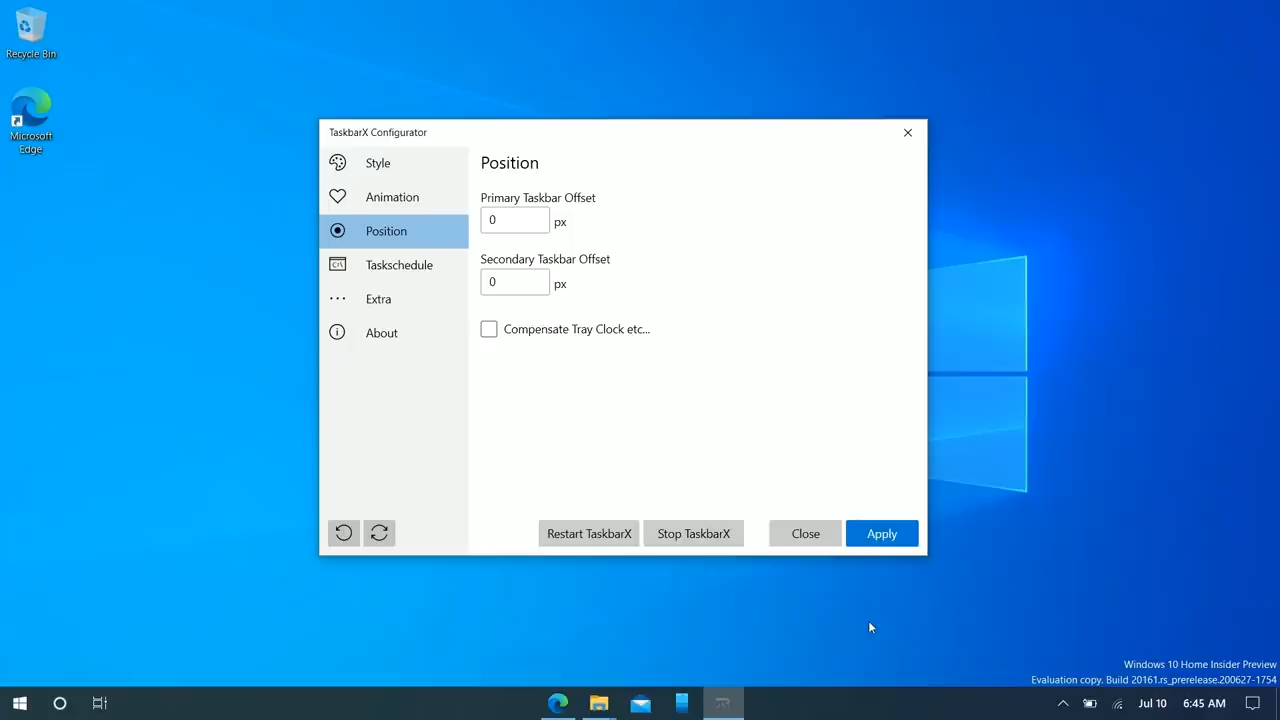 Recycle Bin
Microsoft
Edge
TaskbarX Configurator
Style
Animation
Position
Taskschedule
Extra
About
Position
Primary Taskbar Offset
0
px
Secondary Taskbar Offset
0
px
Compensate Tray Clock etc...
Restart TaskbarX
Stop TaskbarX
Close
Apply
Windows 10 Home Insider Preview
Evaluation copy. Build 20161.rs_prerelease.200627-1754
Jul 10
6:45 AM